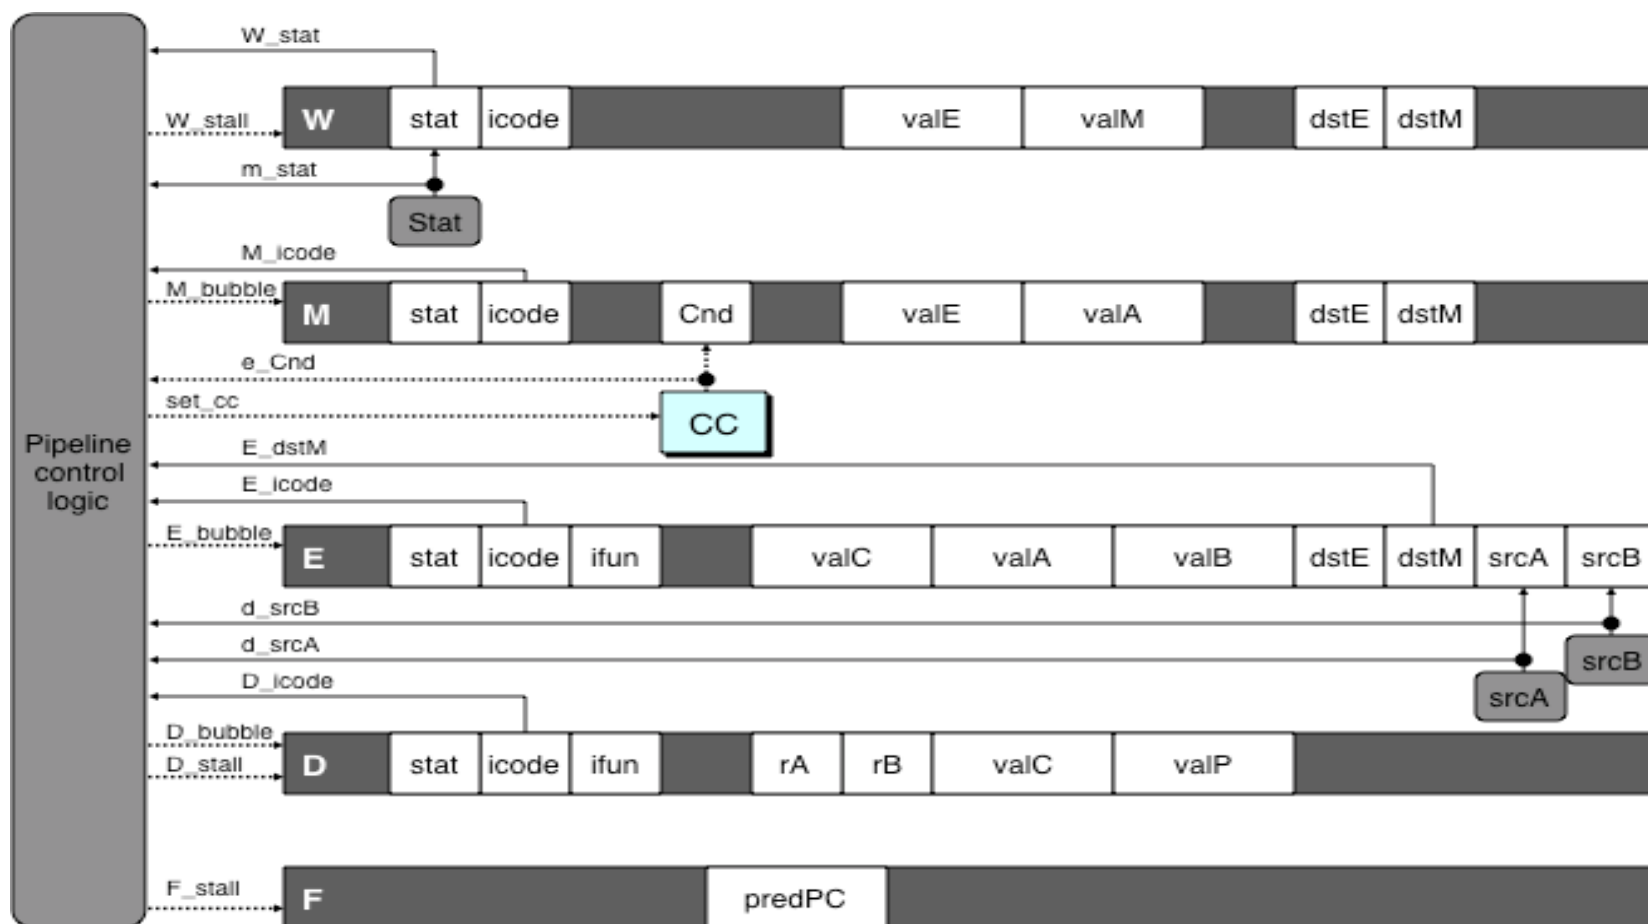 W_stat
W_stall
W stat icode valE valM dstE dstM
m_stat
Stat
M_icode
M_bubble
M stat icode Cnd valE valA dstE dstM
e_Cnd
set_cc
CC
Pipeline
control
logic
E_dstM
E_icode
E_bubble
E stat icode ifun valC valA valB dstE dstM srcA srcB
d_srcB
d_srcA
srcB
D_icode
srcA
D_bubble
D_stall
D stat icode ifun rA rB valC valP
F_stall
F predPC